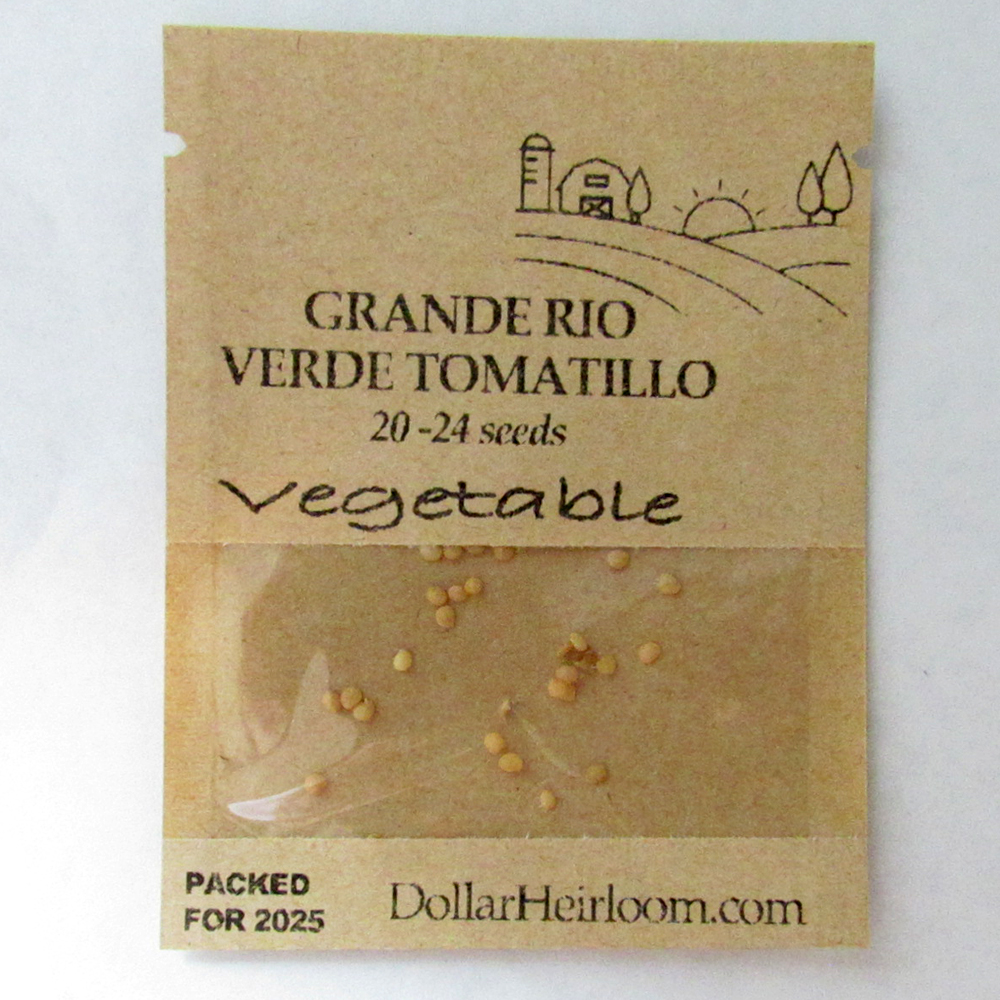 GRANDE RIO
VERDE TOMATILLO
20-24 seeds
Vegetable
PACKED
FOR 2025
DollarHeirloom.com